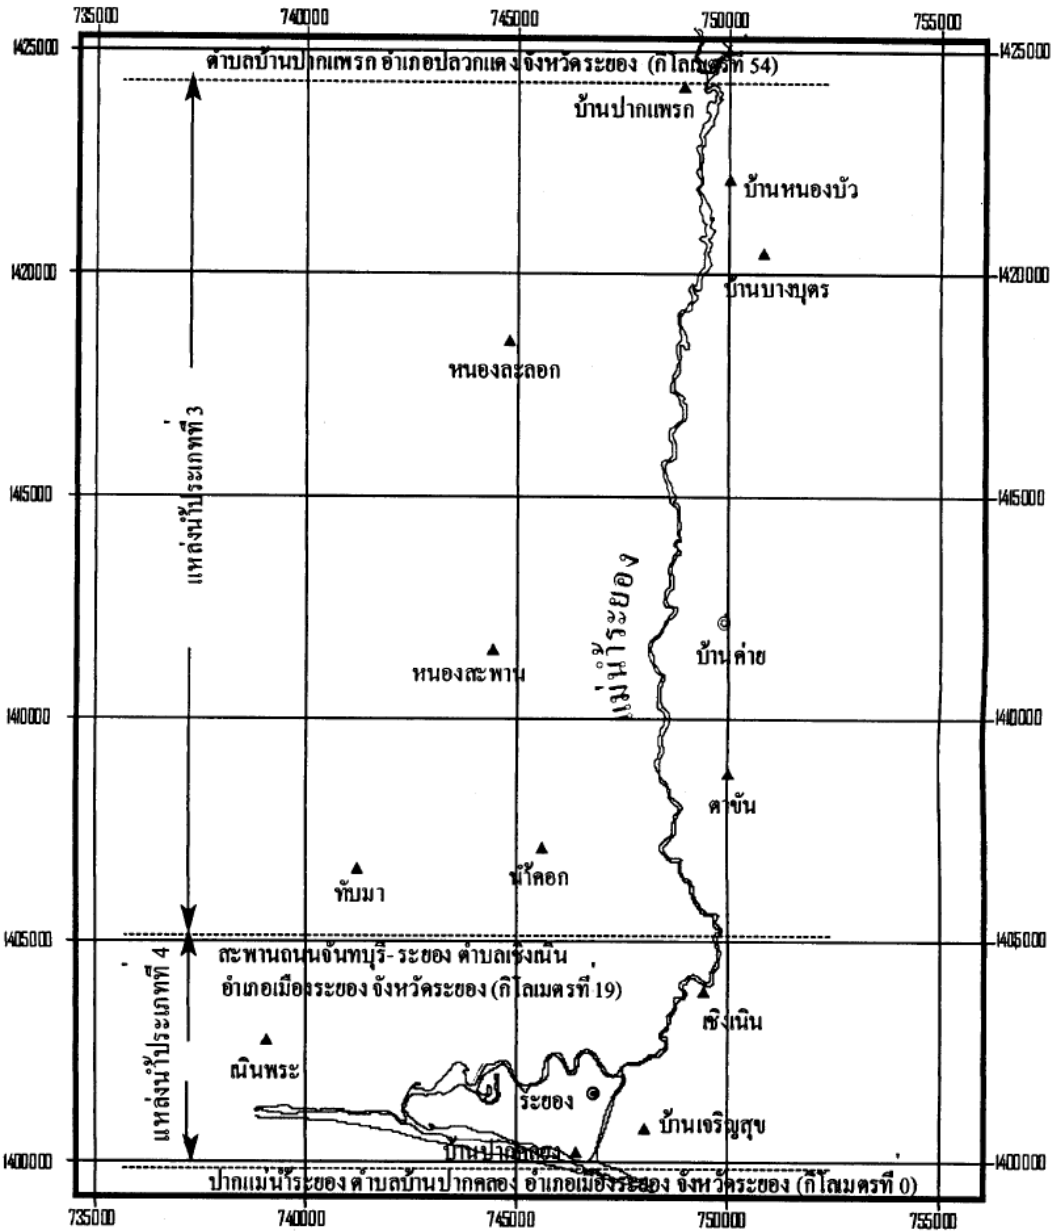 735000 740000 745000 750000 755000
1425000 1425000
ตำบลบ้านปากแพรก อำเภอปลวกแดง จังหวัดระยอง (กิโลเมตรที่ 54)
บ้านปากแพรก
บ้านหนองบัว
1420000 1420000
บ้านบางบุตร
หนองละลอก
แหล่งน้ำประเภทที่ 3
1415000 1415000
แม่น้ำระยอง
บ้านค่าย
หนองสะพาน
1410000 1410000
ตาขัน
น้ำคอก
ทับมา
1405000 1405000
สะพานถนนจันทบุรี-ระยอง ตำบลเชิงเนิน
อำเภอเมืองระยอง จังหวัดระยอง (กิโลเมตรที่ 19)
แหล่งน้ำประเภทที่ 4
เชิงเนิน
เนินพระ
ระยอง
บ้านเจริญสุข
บ้านปากคลอง
1400000 1400000
ปากแม่น้ำระยอง ตำบลบ้านปากคลอง อำเภอเมืองระยอง จังหวัดระยอง (กิโลเมตรที่ 0)
735000 740000 745000 750000 755000